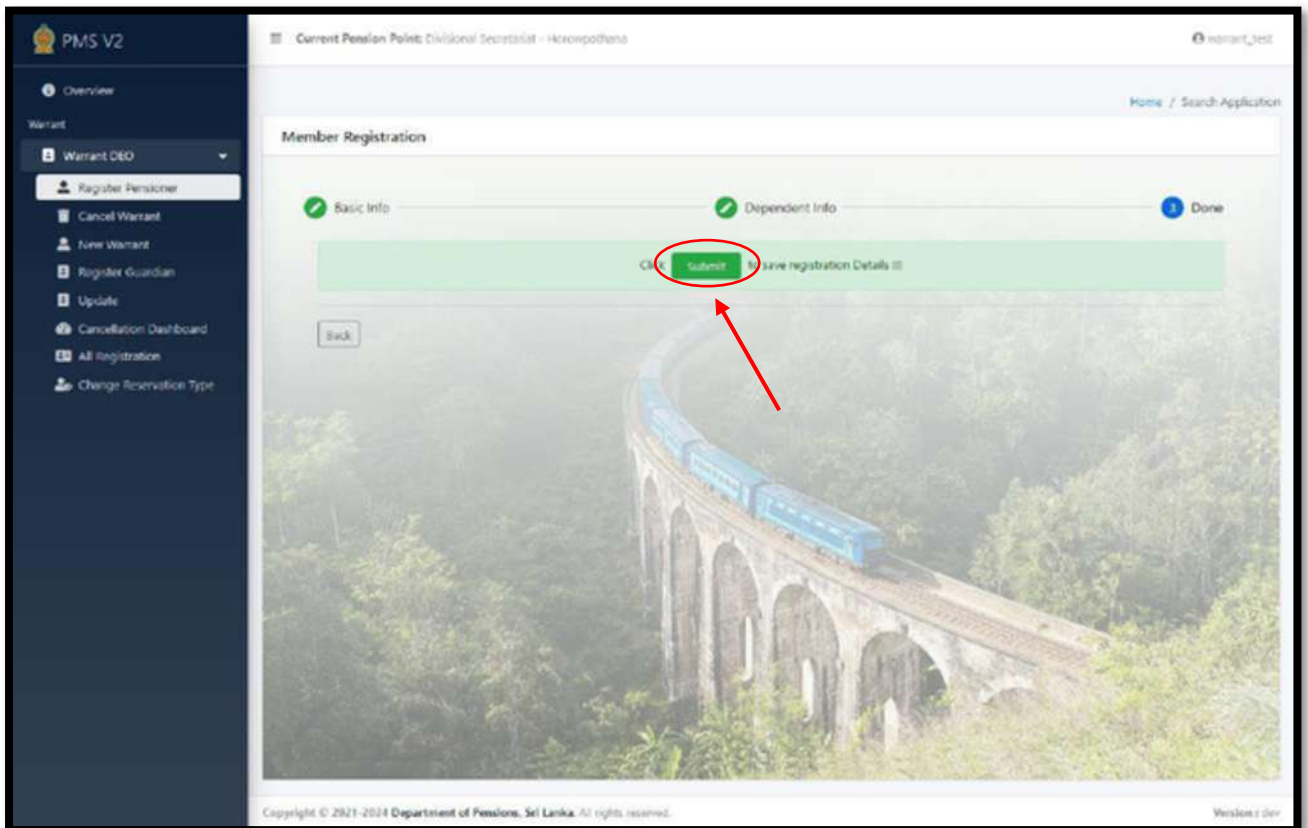 PMS V2
Current Pension Point: Divisional Secretariat - Horowpothana
warrant_test
Overview
Home / Search Application
Warrant
Member Registration
Warrant DEO
Register Pensioner
Cancel Warrant
New Warrant
Register Guardian
Update
Cancellation Dashboard
All Registration
Change Reservation Type
Basic Info
Dependent Info
3 Done
Click Submit to save registration Details !!!
Back
Copyright © 2021-2024 Department of Pensions, Sri Lanka. All rights reserved.
Version : dev